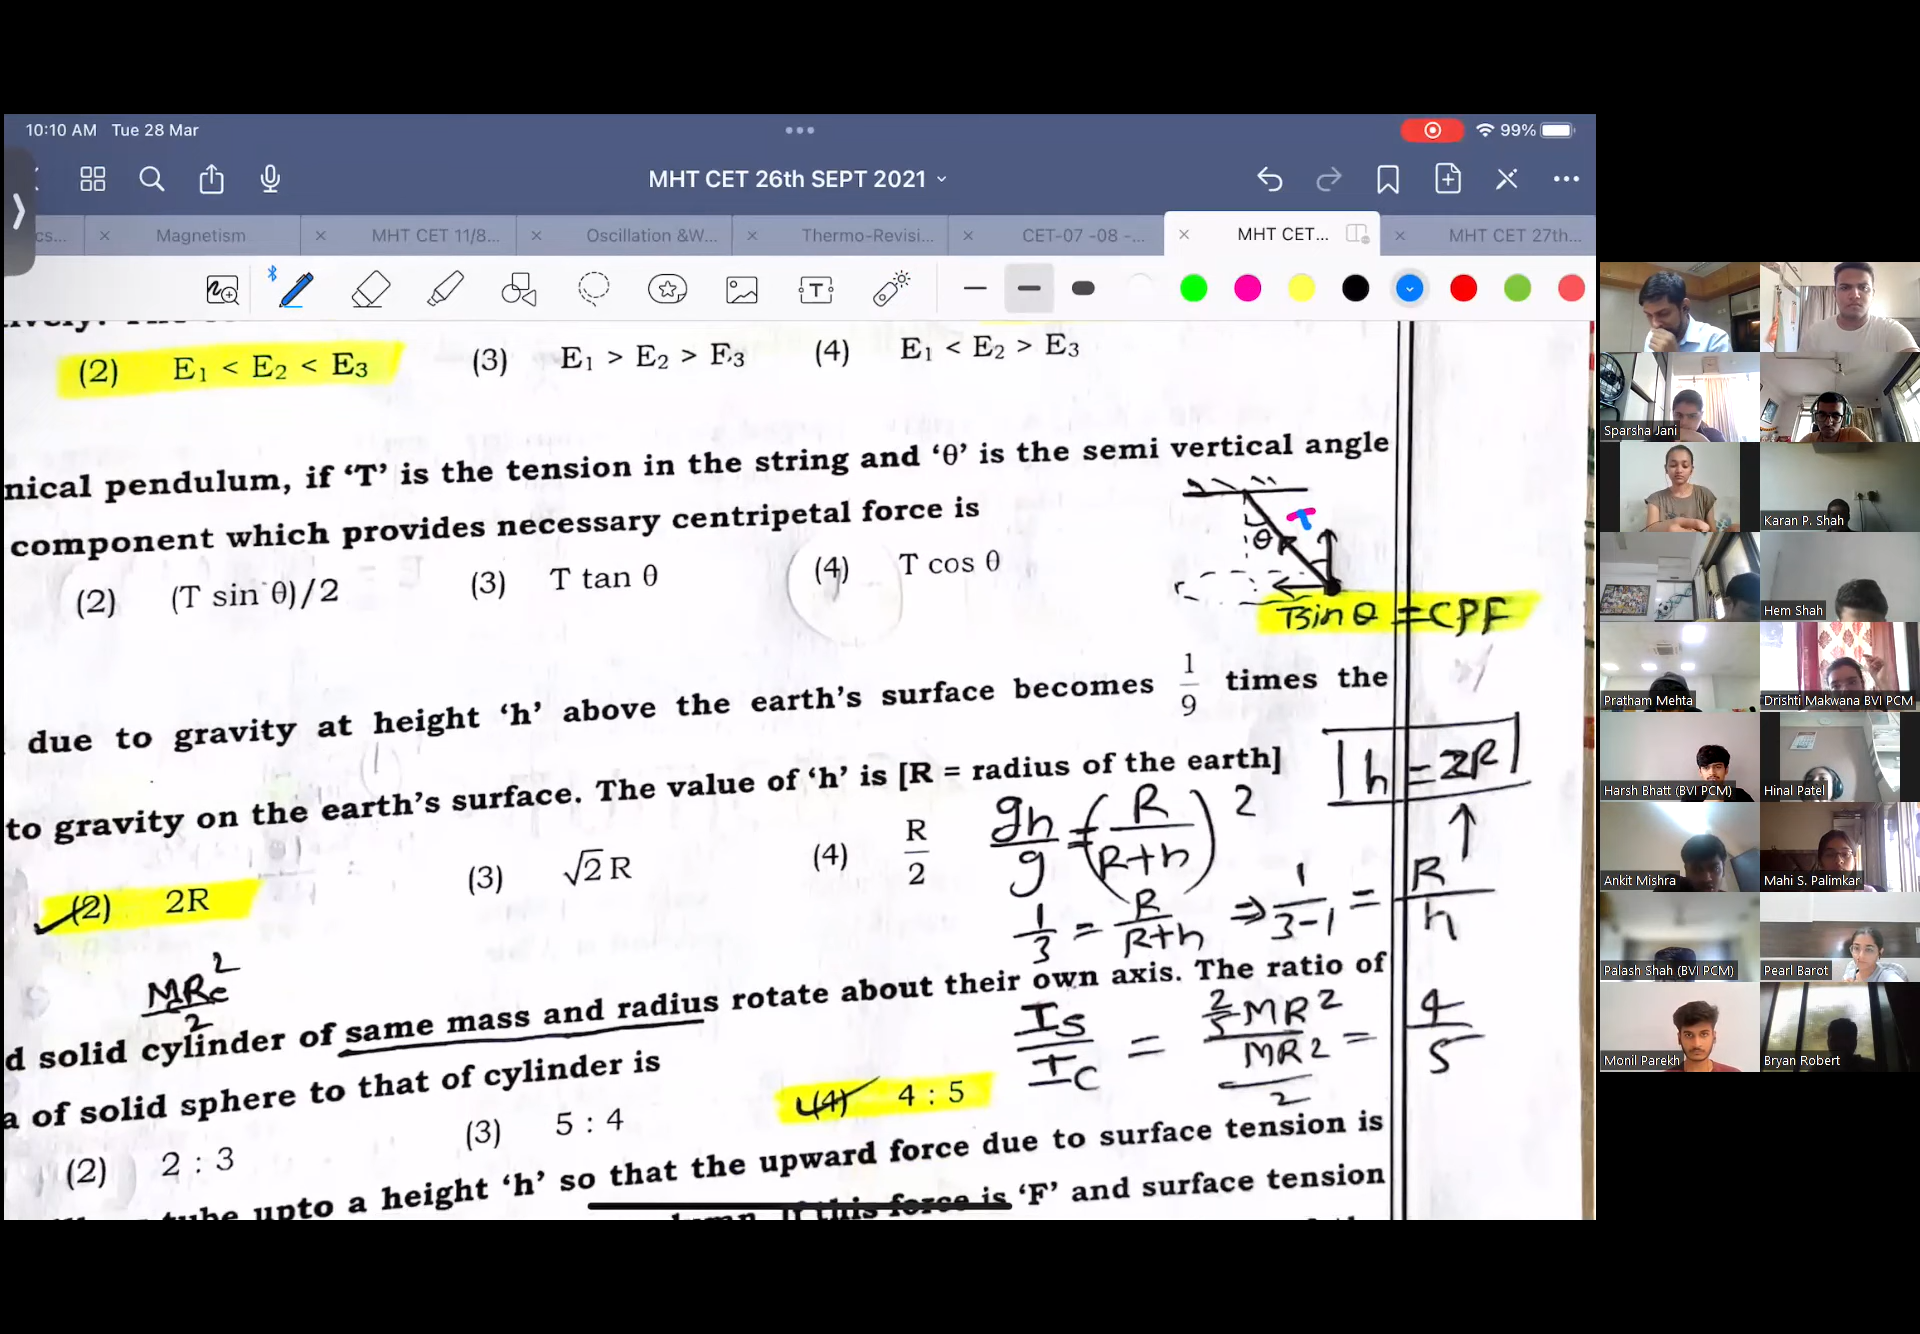 10:10 AM Tue 28 Mar
99%
MHT CET 26th SEPT 2021
cs...
Magnetism
MHT CET 11/8...
Oscillation &W...
Thermo-Revisi...
CET-07 -08 -...
MHT CET...
MHT CET 27th...
(2) E1 < E2 < E3 (3) E1 > E2 > E3 (4) E1 < E2 > E3
nical pendulum, if ‘T’ is the tension in the string and ‘θ’ is the semi vertical angle
component which provides necessary centripetal force is
(2) (T sin θ)/2 (3) T tan θ (4) T cos θ
T
θ
Tsin θ = CPF
due to gravity at height ‘h’ above the earth’s surface becomes 1/9 times the
to gravity on the earth’s surface. The value of ‘h’ is [R = radius of the earth]
h = 2R
(2) 2R (3) √2 R (4) R/2
gh/g = (R/R+h)2
1/3 = R/R+h ⇒ 1/3-1 = R/h
MRc2/2
d solid cylinder of same mass and radius rotate about their own axis. The ratio of
a of solid sphere to that of cylinder is
Is/Ic = 2/5 MR2 / MR2/2 = 4/5
(2) 2 : 3 (3) 5 : 4 (4) 4 : 5
tube upto a height ‘h’ so that the upward force due to surface tension is
If this force is ‘F’ and surface tension
Sparsha Jani
Karan P. Shah
Hem Shah
Pratham Mehta
Drishti Makwana BVI PCM
Harsh Bhatt (BVI PCM)
Hinal Patel
Ankit Mishra
Mahi S. Palimkar
Palash Shah (BVI PCM)
Pearl Barot
Monil Parekh
Bryan Robert